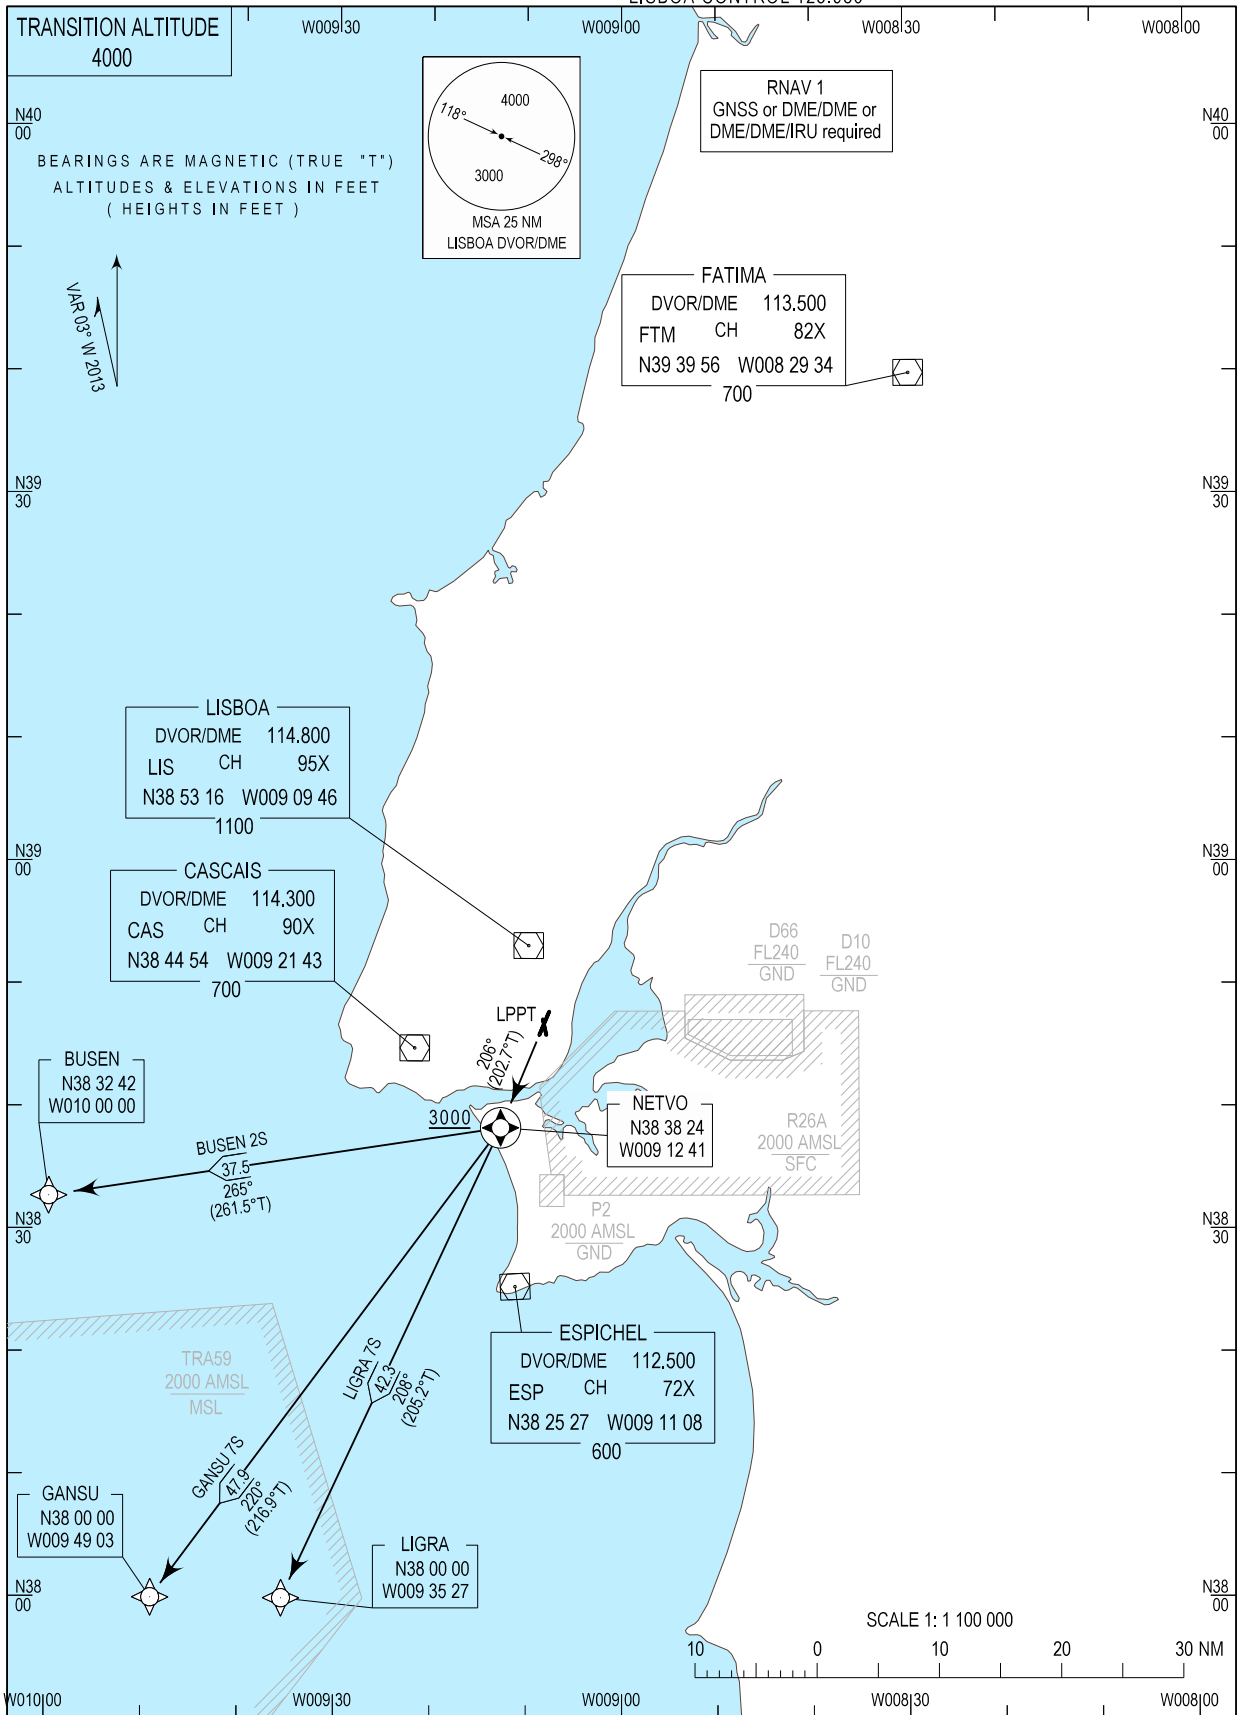 W009 30
W009 00
W008 30
W008 00
TRANSITION ALTITUDE
4000
BEARINGS ARE MAGNETIC (TRUE "T")
ALTITUDES & ELEVATIONS IN FEET
( HEIGHTS IN FEET )
VAR 03° W 2013
118°
4000
298°
3000
MSA 25 NM
LISBOA DVOR/DME
RNAV 1
GNSS or DME/DME or
DME/DME/IRU required
N40
00
N40
00
FATIMA
DVOR/DME 113.500
FTM CH 82X
N39 39 56 W008 29 34
700
N39
30
N39
30
LISBOA
DVOR/DME 114.800
LIS CH 95X
N38 53 16 W009 09 46
1100
N39
00
N39
00
CASCAIS
DVOR/DME 114.300
CAS CH 90X
N38 44 54 W009 21 43
700
D66
FL240
GND
D10
FL240
GND
LPPT
206°
(202.7°T)
BUSEN
N38 32 42
W010 00 00
3000
NETVO
N38 38 24
W009 12 41
R26A
2000 AMSL
SFC
BUSEN 2S
37.5
265°
(261.5°T)
P2
2000 AMSL
GND
N38
30
N38
30
ESPICHEL
DVOR/DME 112.500
ESP CH 72X
N38 25 27 W009 11 08
600
TRA59
2000 AMSL
MSL
LIGRA 7S
42.3
208°
(205.2°T)
GANSU 7S
47.9
220°
(216.9°T)
GANSU
N38 00 00
W009 49 03
LIGRA
N38 00 00
W009 35 27
N38
00
N38
00
SCALE 1: 1 100 000
10 0 10 20 30 NM
W010 00
W009 30
W009 00
W008 30
W008 00